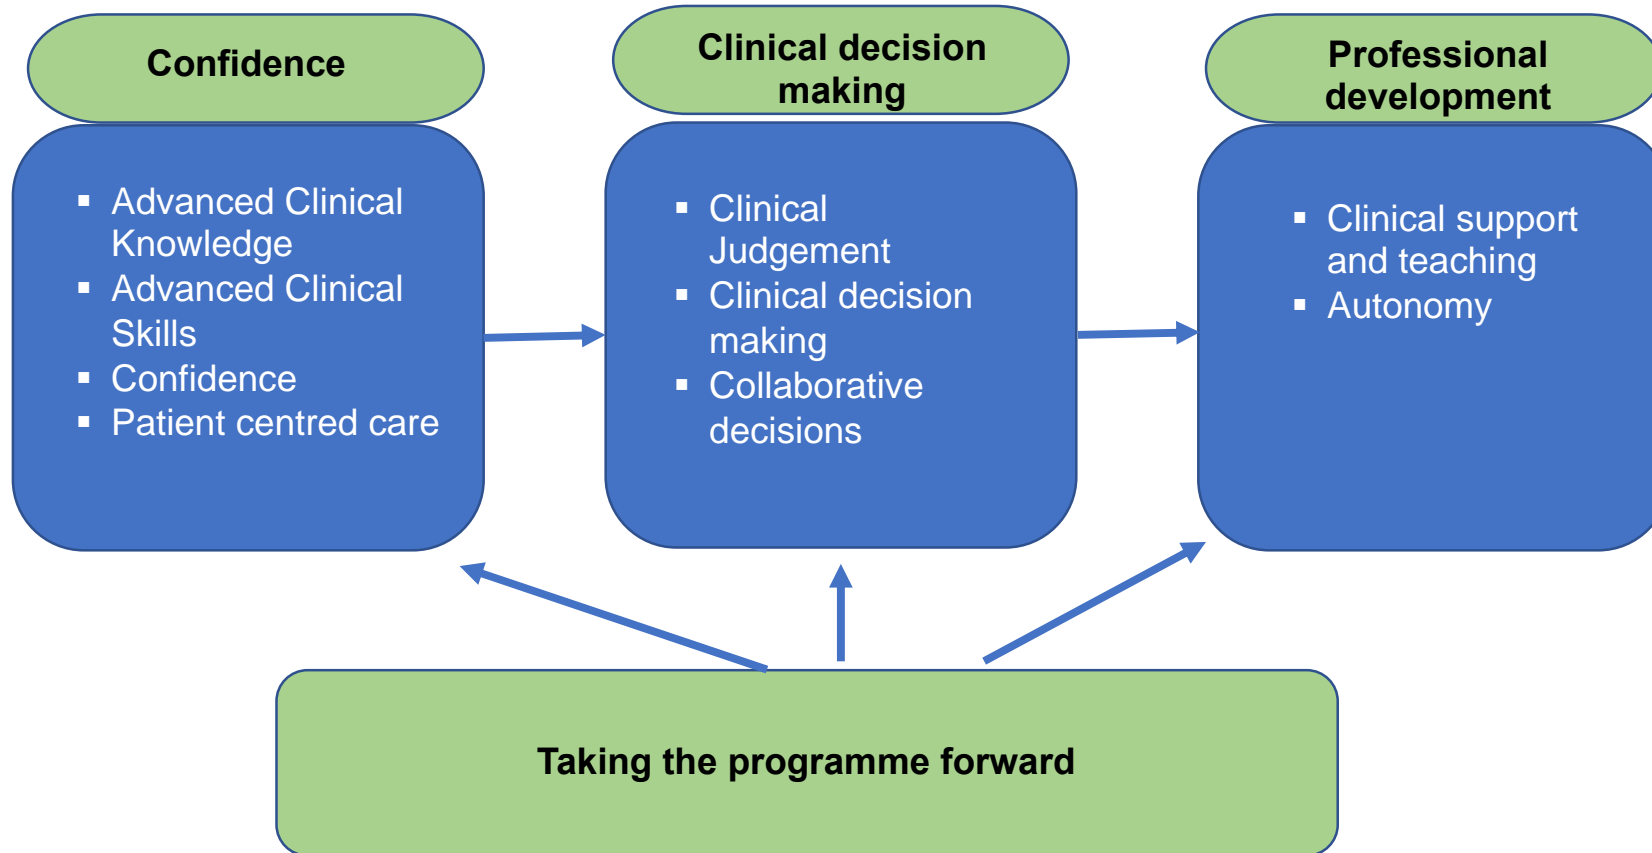 Confidence
▪ Advanced Clinical
Knowledge
▪ Advanced Clinical
Skills
▪ Confidence
▪ Patient centred care
Clinical decision
making
▪ Clinical
Judgement
▪ Clinical decision
making
▪ Collaborative
decisions
Professional
development
▪ Clinical support
and teaching
▪ Autonomy
Taking the programme forward